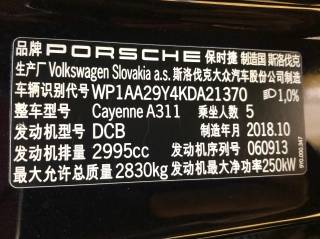 品牌 PORSCHE 保时捷 制造国 斯洛伐克
生产厂 Volkswagen Slovakia a.s. 斯洛伐克大众汽车股份公司制造
车辆识别代号 WP1AA29Y4KDA21370 1,0%
整车型号 Cayenne A311 乘坐人数 5
发动机型号 DCB 制造年月 2018.10
发动机排量 2995cc 发动机序列号 060913
最大允许总质量 2830kg 发动机最大净功率 250kW
9Y0.000.347